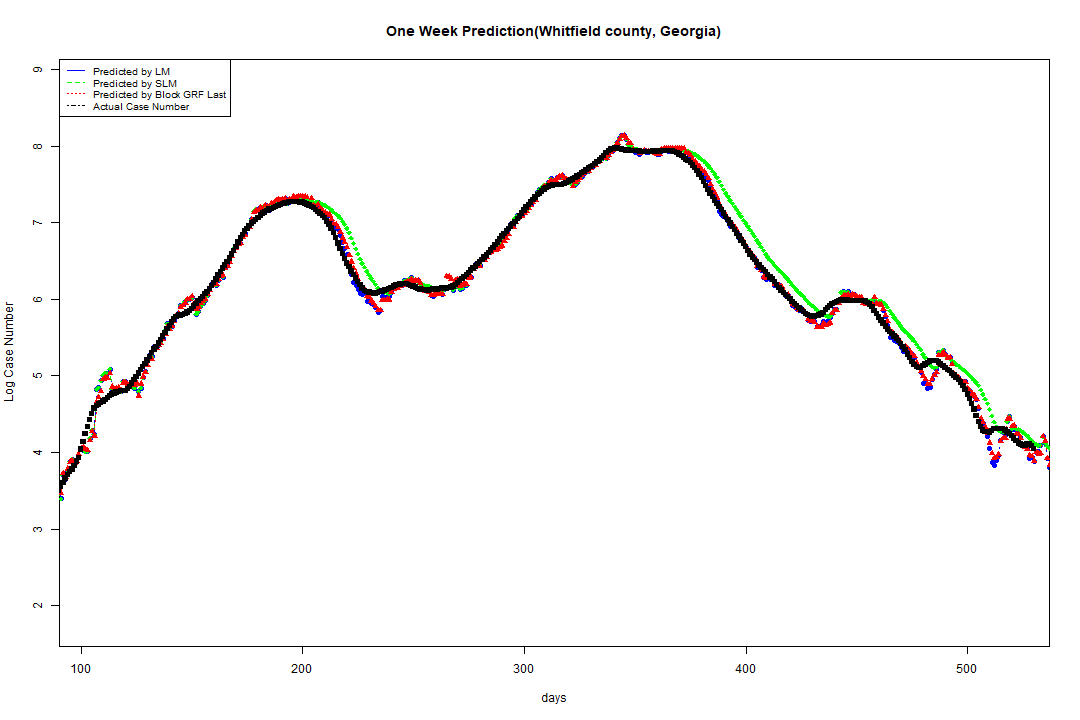 One Week Prediction(Whitfield county, Georgia)
Predicted by LM
Predicted by SLM
Predicted by Block GRF Last
Actual Case Number
9
8
7
6
5
4
3
2
Log Case Number
100 200 300 400 500
days